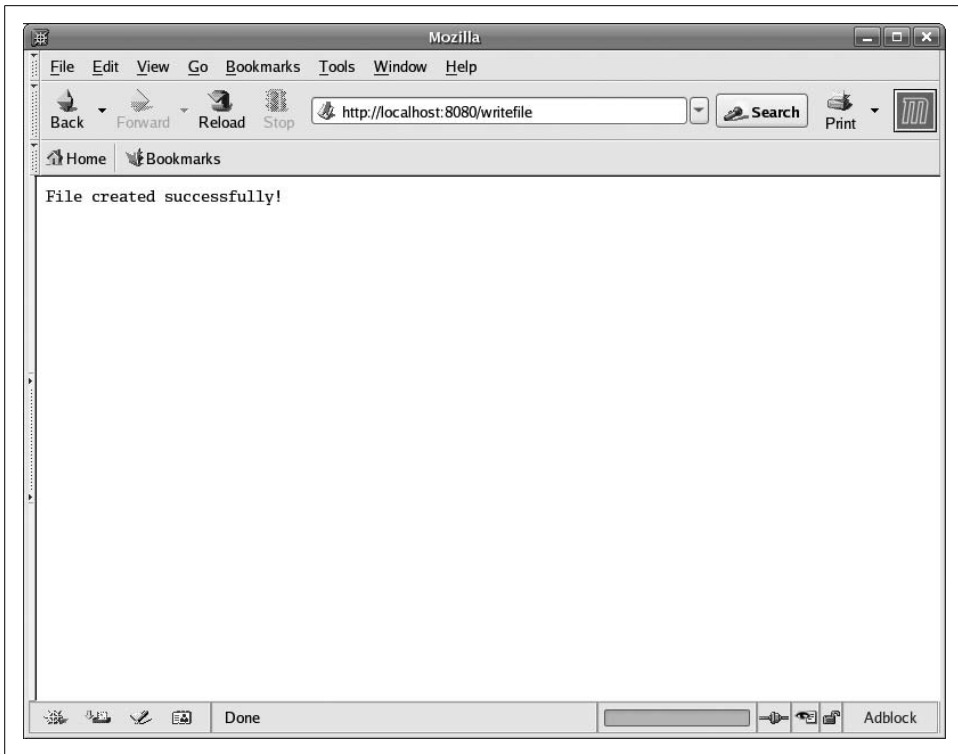 Mozilla
File Edit View Go Bookmarks Tools Window Help
Back Forward Reload Stop http://localhost:8080/writefile Search Print
Home Bookmarks
File created successfully!
Done Adblock